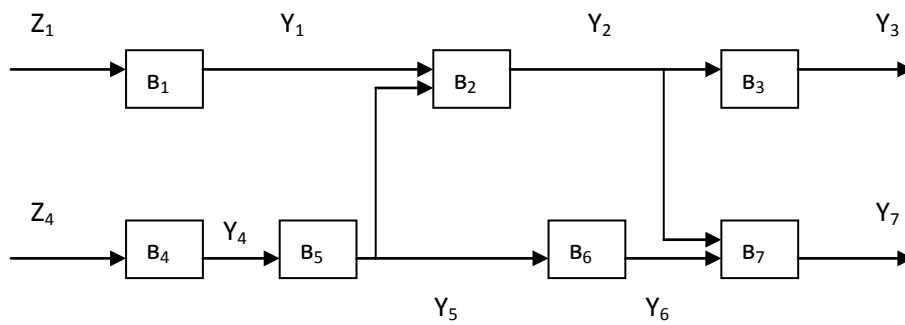 Z₁ Y₁ Y₂ Y₃
B₁ B₂ B₃
Z₄ Y₄ Y₇
B₄ B₅ B₆ B₇
Y₅ Y₆